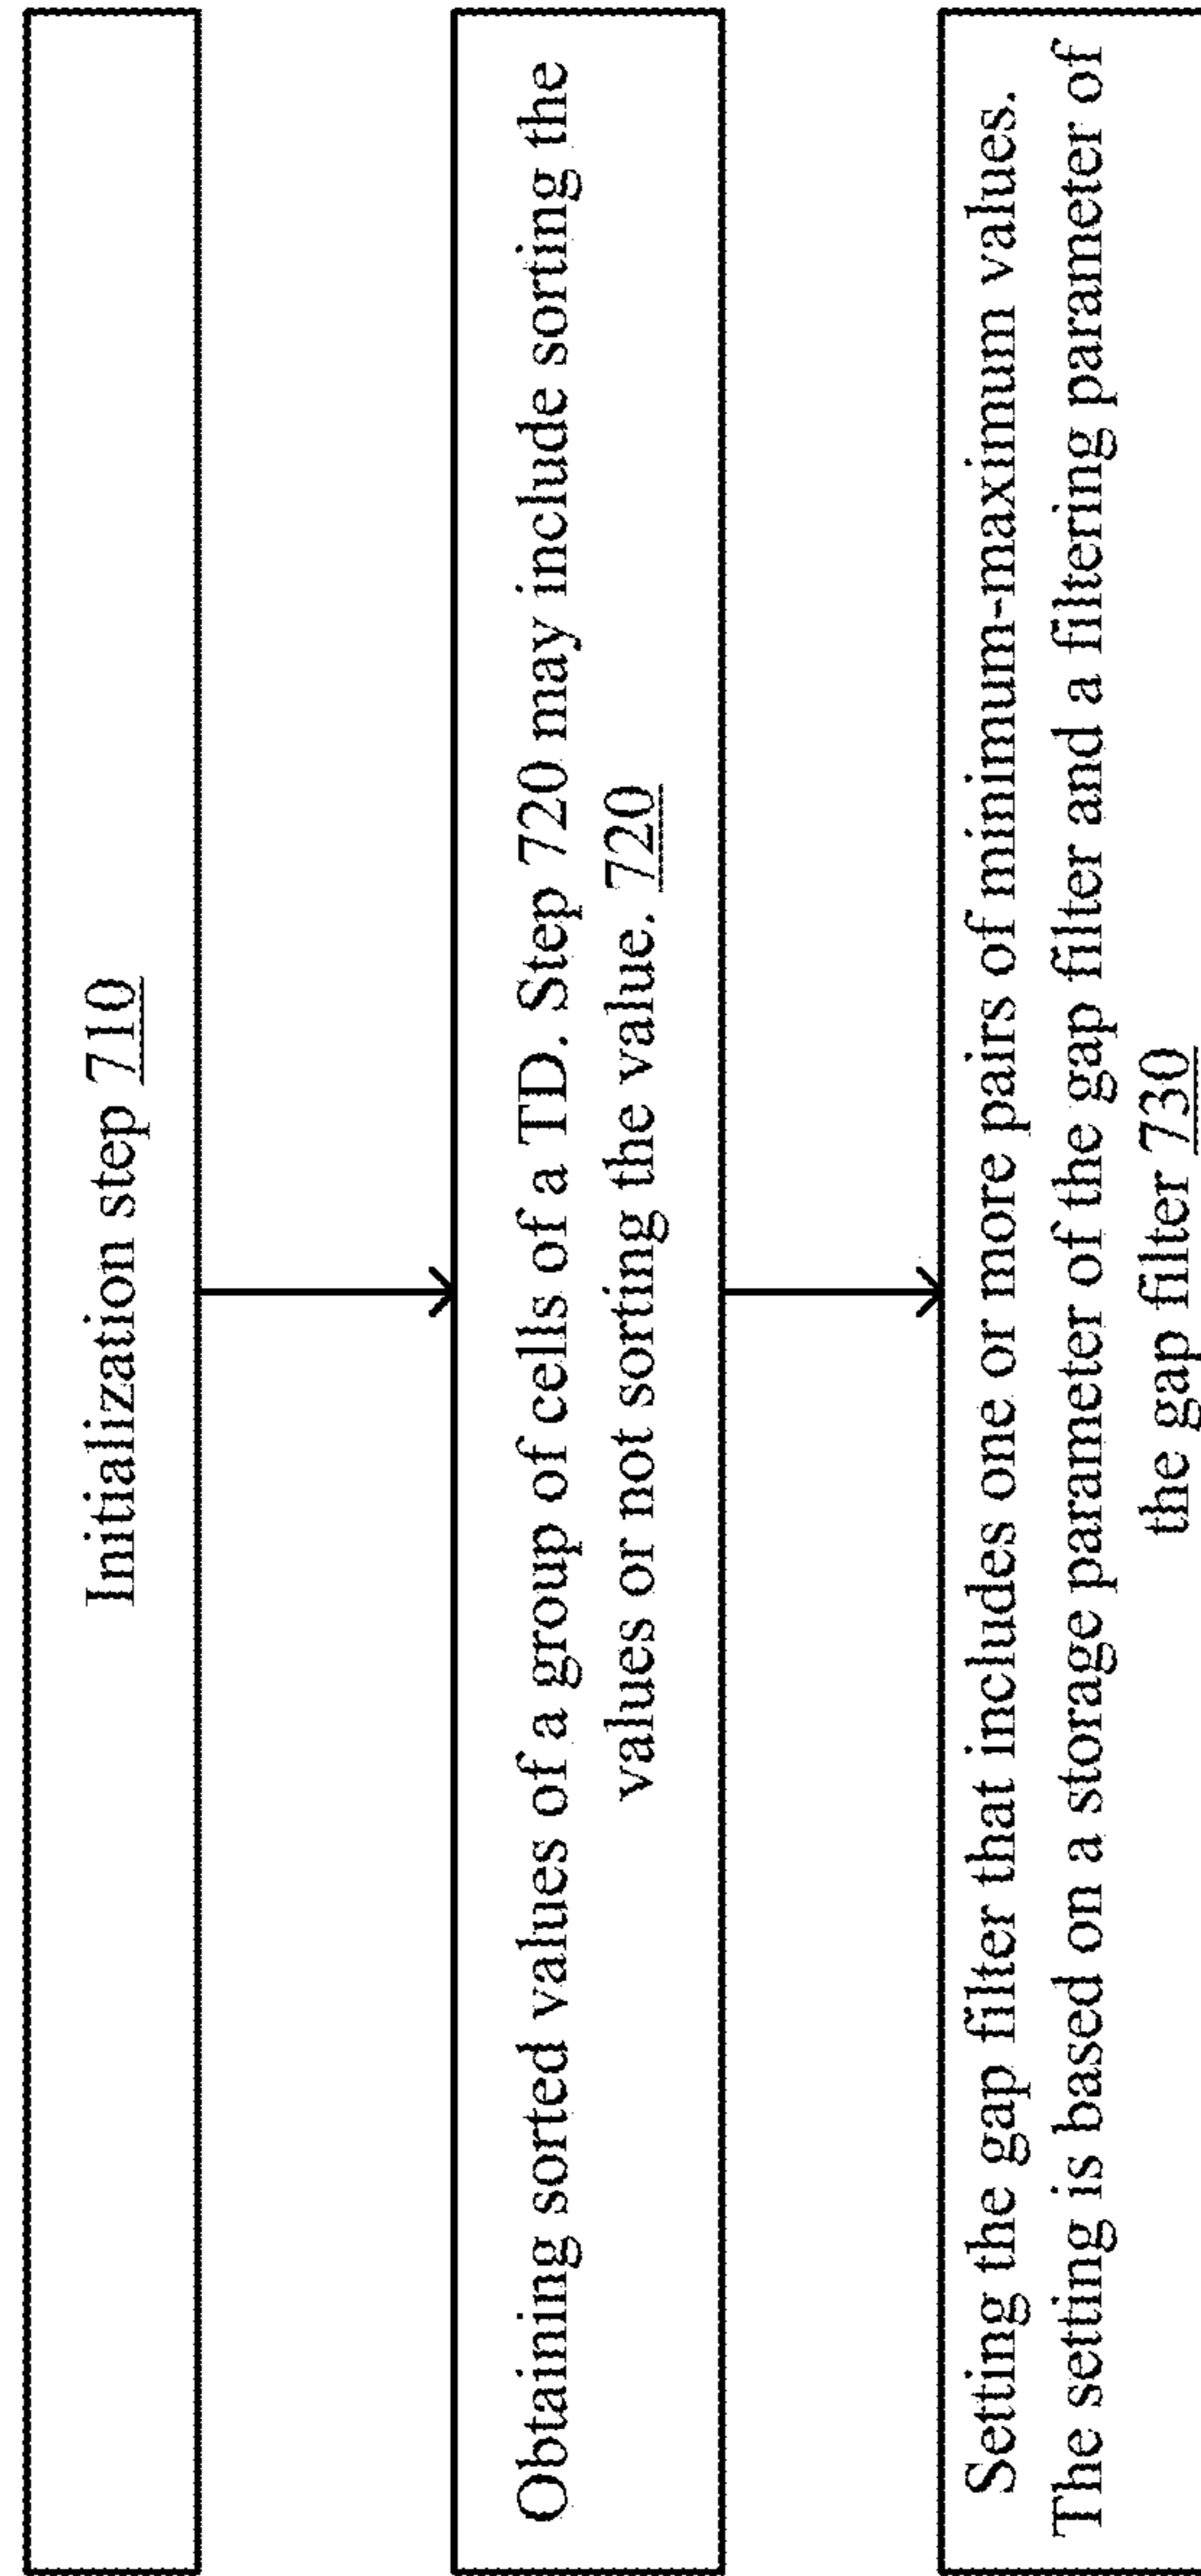 Initialization step 710
Obtaining sorted values of a group of cells of a TD. Step 720 may include sorting the
values or not sorting the value. 720
Setting the gap filter that includes one or more pairs of minimum-maximum values.
The setting is based on a storage parameter of the gap filter and a filtering parameter of
the gap filter 730